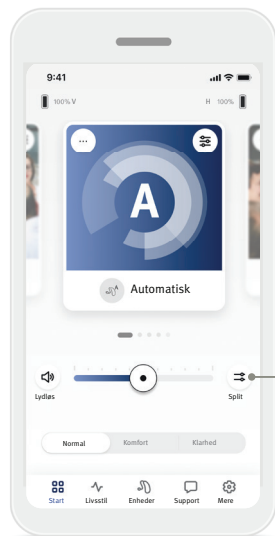 9:41
100% V
H 100%
...
A
A
Automatisk
Lydløs
Split
Normal
Komfort
Klarhed
Start
Livsstil
Enheder
Support
Mere